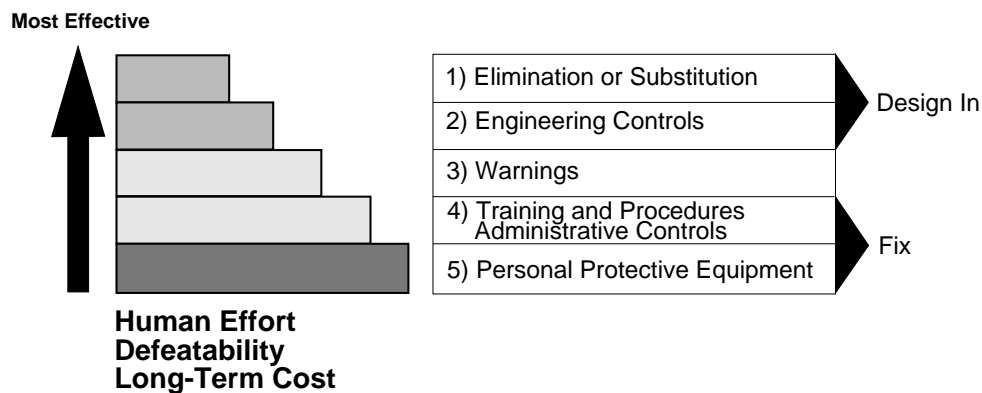 Most Effective
1) Elimination or Substitution
2) Engineering Controls
3) Warnings
4) Training and Procedures
Administrative Controls
5) Personal Protective Equipment
Design In
Fix
Human Effort
Defeatability
Long-Term Cost